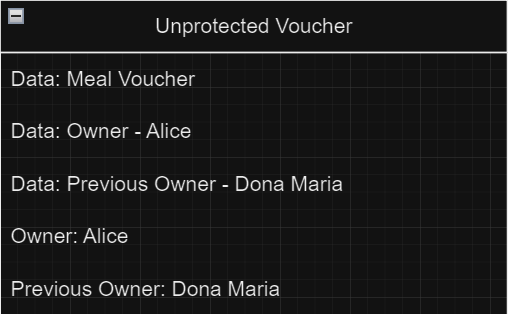 Unprotected Voucher
Data: Meal Voucher
Data: Owner - Alice
Data: Previous Owner - Dona Maria
Owner: Alice
Previous Owner: Dona Maria